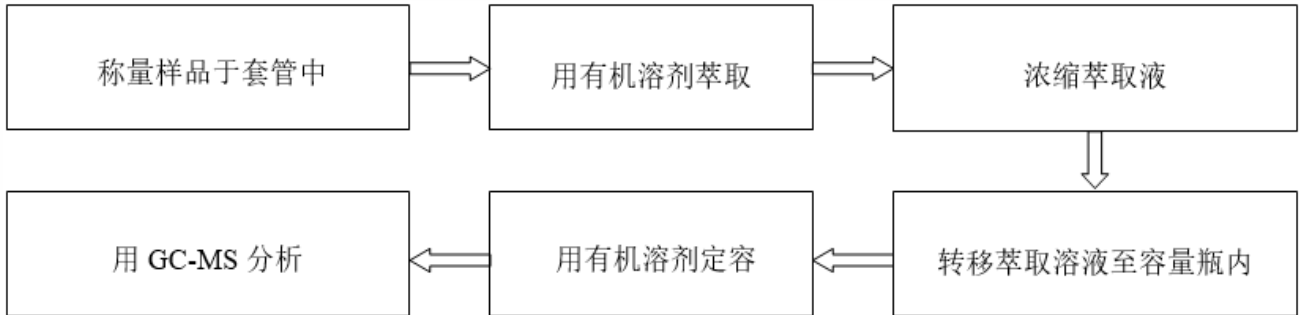 称量样品于套管中
用有机溶剂萃取
浓缩萃取液
转移萃取溶液至容量瓶内
用有机溶剂定容
用 GC-MS 分析